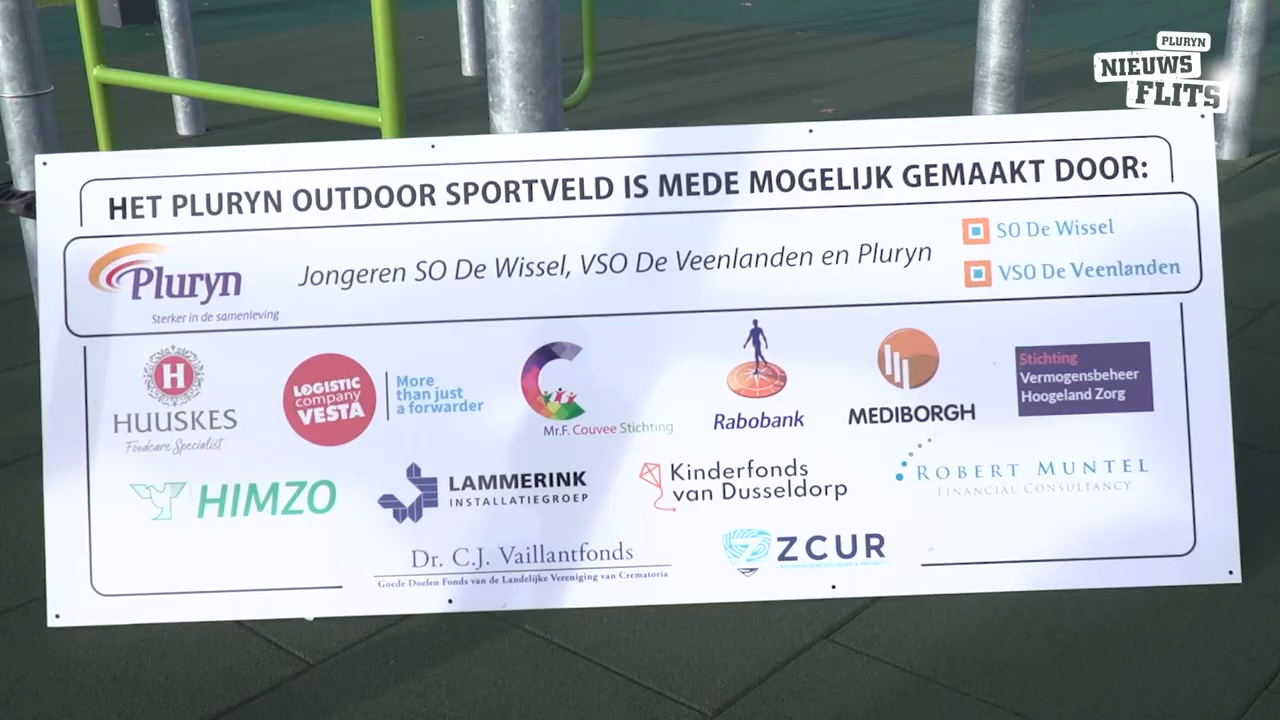 PLURYN
NIEUWS
FLITS
HET PLURYN OUTDOOR SPORTVELD IS MEDE MOGELIJK GEMAAKT DOOR:
Pluryn
Sterker in de samenleving
Jongeren SO De Wissel, VSO De Veenlanden en Pluryn
SO De Wissel
VSO De Veenlanden
H
HUUSKES
Foodcare Specialist
LOGISTIC
company
VESTA
More
than just
a forwarder
Mr.F. Couvee Stichting
Rabobank
MEDIBORGH
Stichting
Vermogensbeheer
Hoogeland Zorg
HIMZO
LAMMERINK
INSTALLATIEGROEP
Kinderfonds
van Dusseldorp
ROBERT MUNTEL
FINANCIAL CONSULTANCY
Dr. C.J. Vaillantfonds
Goede Doelen Fonds van de Landelijke Vereniging van Crematoria
ZCUR